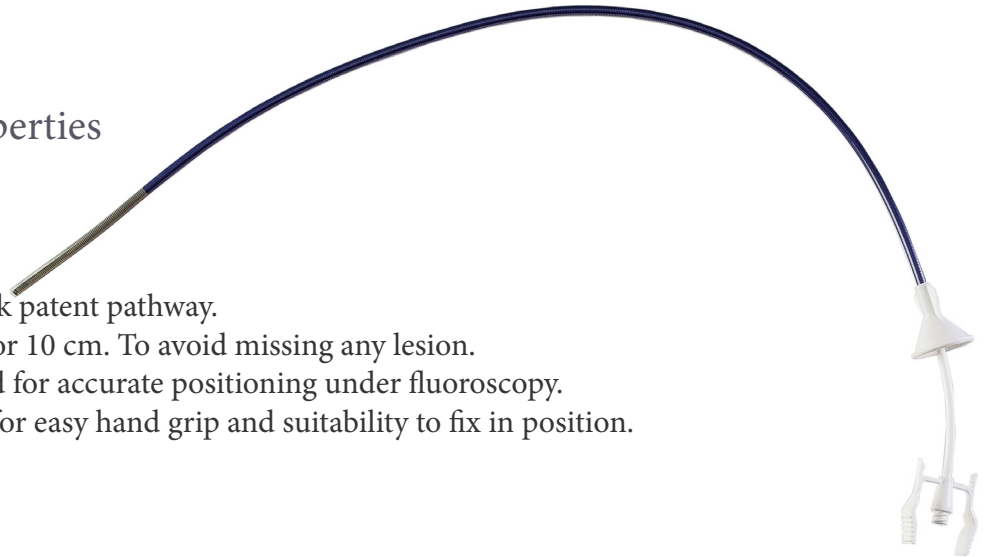 perties
k patent pathway.
or 10 cm. To avoid missing any lesion.
d for accurate positioning under fluoroscopy.
for easy hand grip and suitability to fix in position.